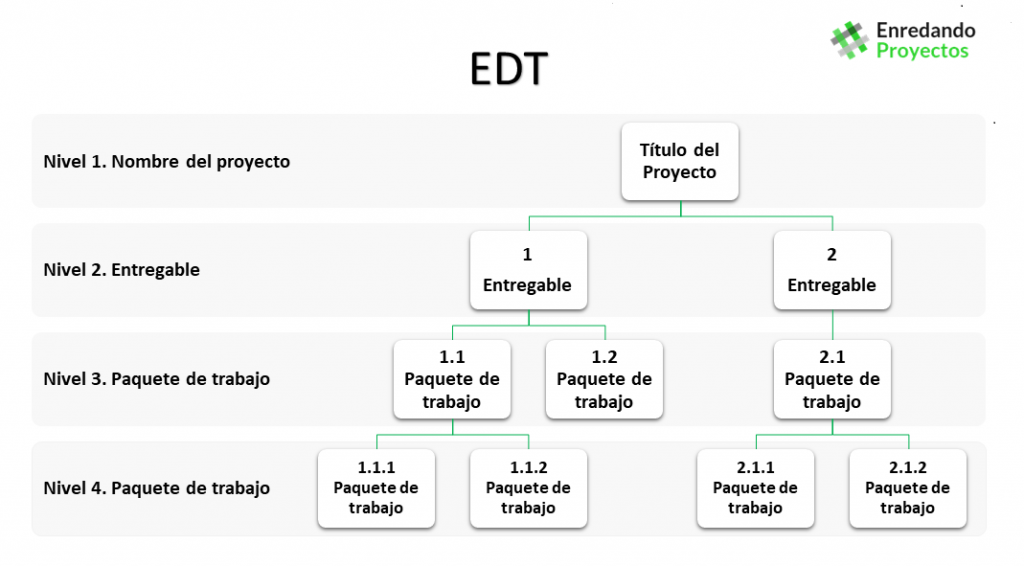 Enredando
Proyectos
EDT
Nivel 1. Nombre del proyecto
Título del
Proyecto
Nivel 2. Entregable
1
Entregable
2
Entregable
Nivel 3. Paquete de trabajo
1.1
Paquete de
trabajo
1.2
Paquete de
trabajo
2.1
Paquete de
trabajo
Nivel 4. Paquete de trabajo
1.1.1
Paquete de
trabajo
1.1.2
Paquete de
trabajo
2.1.1
Paquete de
trabajo
2.1.2
Paquete de
trabajo